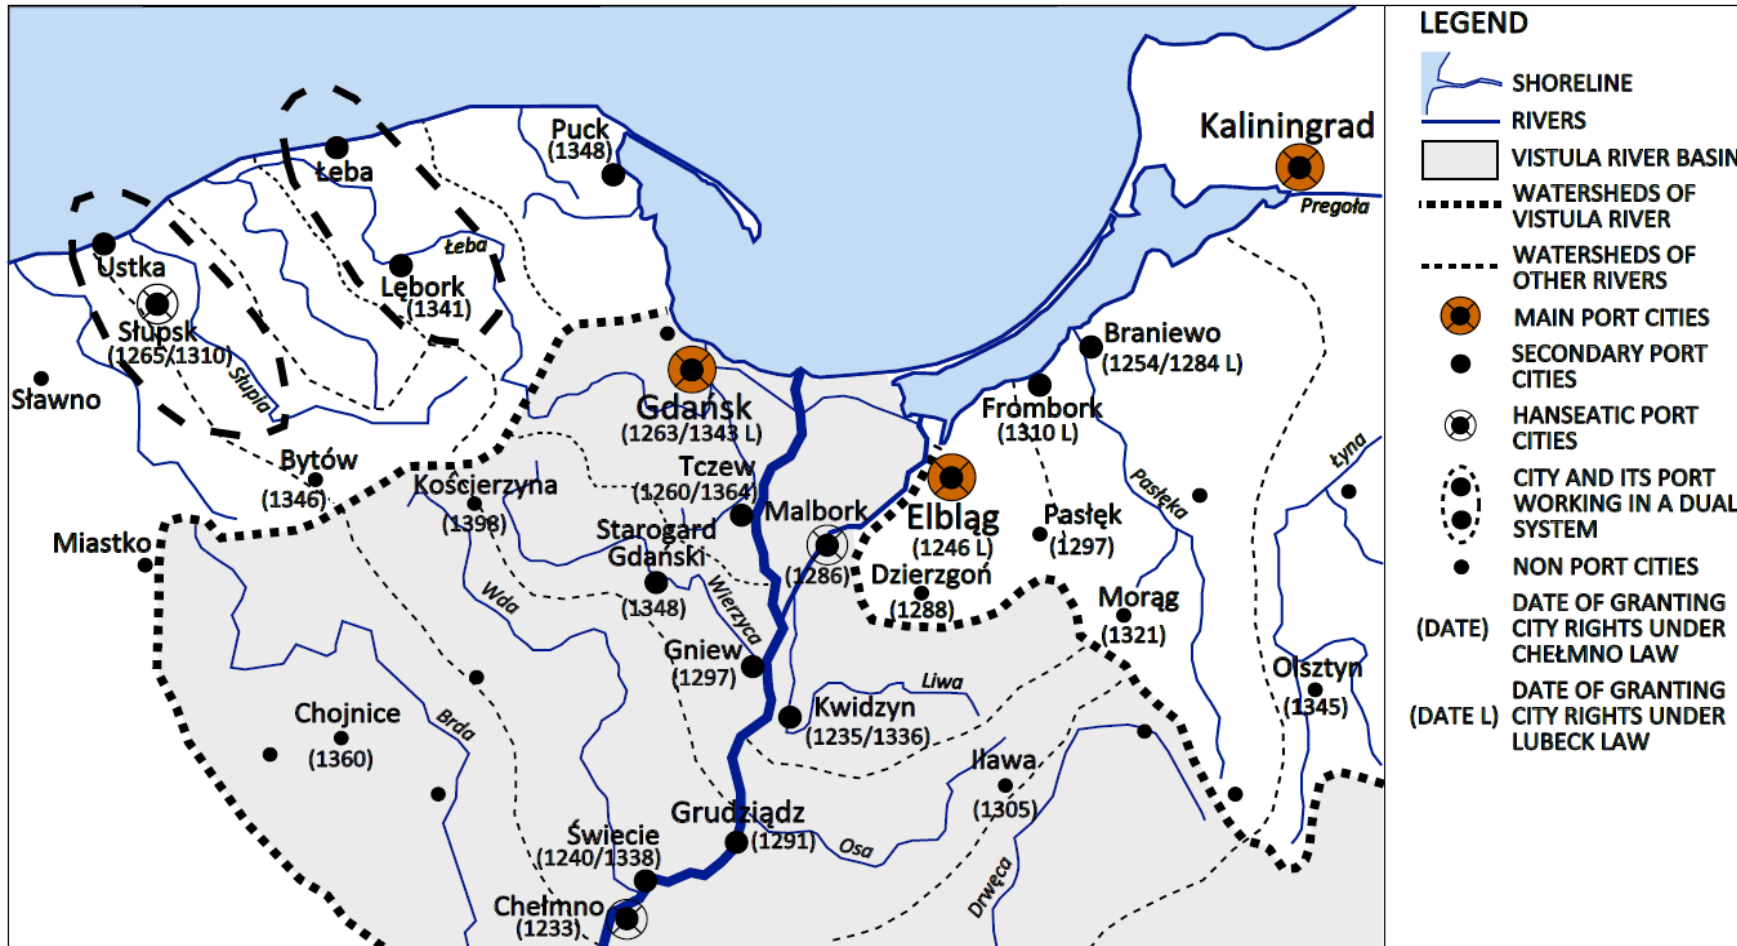 Puck
(1348)
Kaliningrad
Pregoła
Łeba
Łeba
Ustka
Lębork
(1341)
Słupsk
(1265/1310)
Słupia
Sławno
Braniewo
(1254/1284 L)
Gdańsk
(1263/1343 L)
Frombork
(1310 L)
Łyna
Bytów
(1346)
Kościerzyna
(1398)
Tczew
(1260/1364)
Pasłęka
Malbork
(1286)
Elbląg
(1246 L)
Pasłęk
(1297)
Starogard
Gdański
(1348)
Miastko
Dzierzgoń
(1288)
Wda
Wierzyca
Morąg
(1321)
Gniew
(1297)
Liwa
Olsztyn
(1345)
Chojnice
(1360)
Brda
Kwidzyn
(1235/1336)
Iława
(1305)
Grudziądz
(1291)
Świecie
(1240/1338)
Osa
Drwęca
Chełmno
(1233)
LEGEND
SHORELINE
RIVERS
VISTULA RIVER BASIN
WATERSHEDS OF
VISTULA RIVER
WATERSHEDS OF
OTHER RIVERS
MAIN PORT CITIES
SECONDARY PORT
CITIES
HANSEATIC PORT
CITIES
CITY AND ITS PORT
WORKING IN A DUAL
SYSTEM
NON PORT CITIES
(DATE)
DATE OF GRANTING
CITY RIGHTS UNDER
CHEŁMNO LAW
(DATE L)
DATE OF GRANTING
CITY RIGHTS UNDER
LUBECK LAW